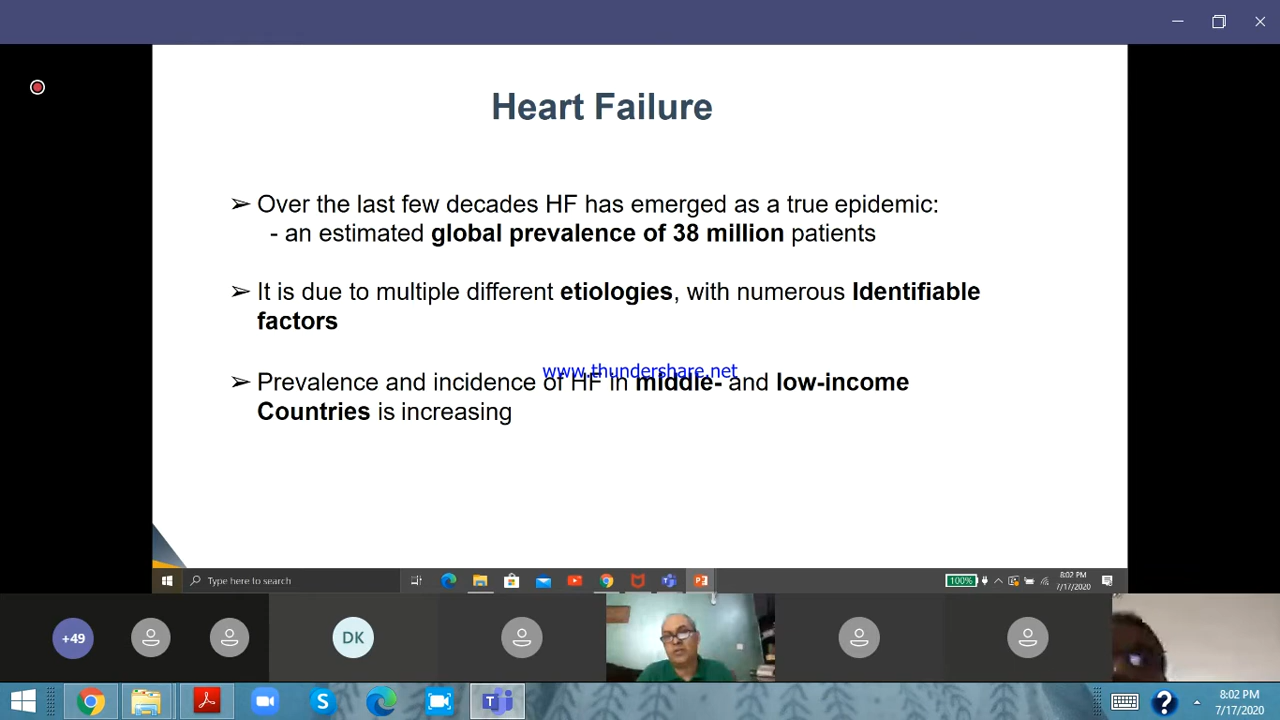 Heart Failure
➢ Over the last few decades HF has emerged as a true epidemic:
- an estimated global prevalence of 38 million patients
➢ It is due to multiple different etiologies, with numerous Identifiable
factors
www.thundershare.net
➢ Prevalence and incidence of HF in middle- and low-income
Countries is increasing
Type here to search
100%
8:02 PM
7/17/2020
+49
DK
8:02 PM
7/17/2020